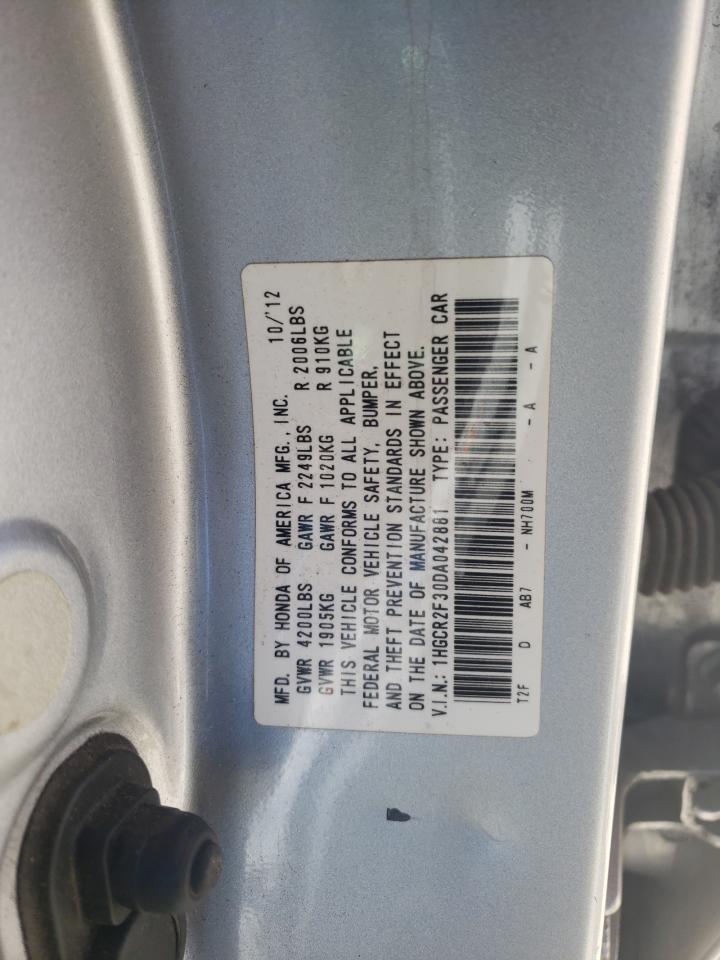 MFD. BY HONDA OF AMERICA MFG., INC. 10/'12
GVWR 4200LBS GAWR F 2249LBS R 2006LBS
GVWR 1905KG GAWR F 1020KG R 910KG
THIS VEHICLE CONFORMS TO ALL APPLICABLE
FEDERAL MOTOR VEHICLE SAFETY, BUMPER,
AND THEFT PREVENTION STANDARDS IN EFFECT
ON THE DATE OF MANUFACTURE SHOWN ABOVE.
V.I.N.: 1HGCR2F30DA042861 TYPE: PASSENGER CAR
T2F D AB7 - NH700M - A - A